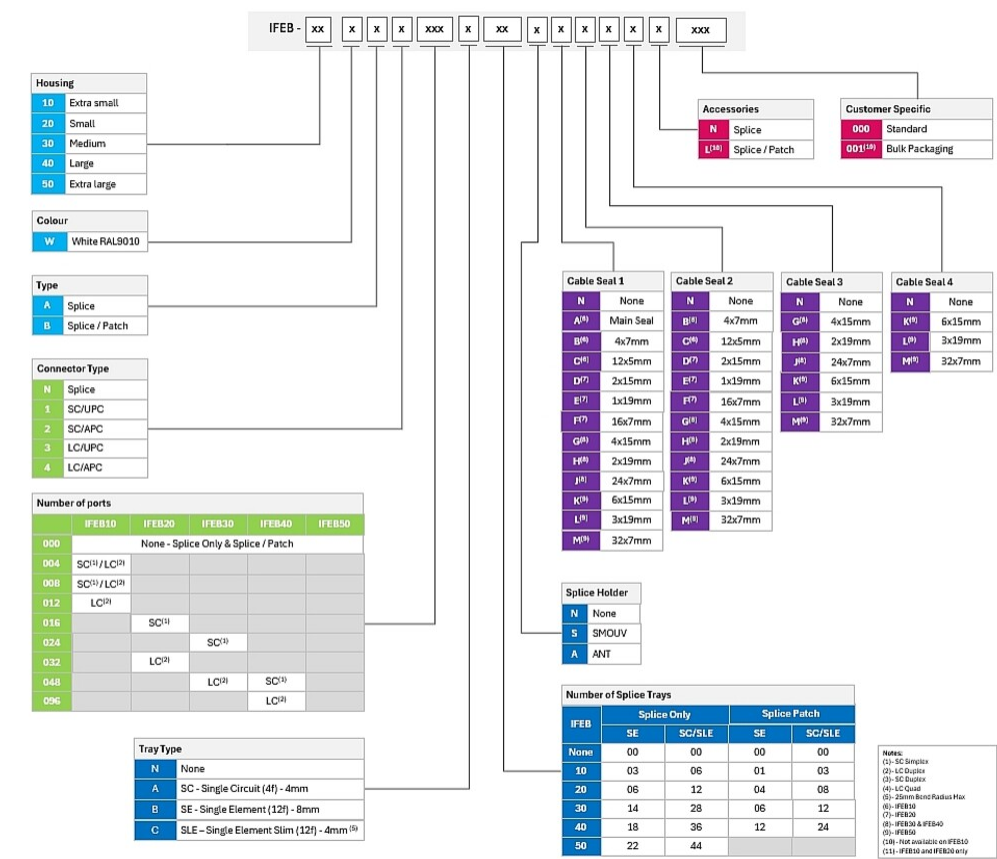 IFEB - xx x x x xxx x xx x x x x x x xxx
Housing
10 Extra small
20 Small
30 Medium
40 Large
50 Extra large
Colour
W White RAL9010
Type
A Splice
B Splice / Patch
Connector Type
N Splice
1 SC/UPC
2 SC/APC
3 LC/UPC
4 LC/APC
Number of ports
IFEB10 IFEB20 IFEB30 IFEB40 IFEB50
000 None - Splice Only & Splice / Patch
004 SC(1)/LC(2)
008 SC(1)/LC(2)
012 LC(2)
016 SC(1)
024 SC(1)
032 LC(2)
048 LC(2) SC(1)
096 LC(2)
Tray Type
N None
A SC - Single Circuit (4f) - 4mm
B SE - Single Element (12f) - 8mm
C SLE – Single Element Slim (12f) - 4mm (5)
Accessories
N Splice
L(10) Splice / Patch
Customer Specific
000 Standard
001(10) Bulk Packaging
Cable Seal 1
N None
A(6) Main Seal
B(6) 4x7mm
C(6) 12x5mm
D(7) 2x15mm
E(7) 1x19mm
F(7) 16x7mm
G(8) 4x15mm
H(8) 2x19mm
J(8) 24x7mm
K(9) 6x15mm
L(9) 3x19mm
M(9) 32x7mm
Cable Seal 2
N None
B(6) 4x7mm
C(6) 12x5mm
D(7) 2x15mm
E(7) 1x19mm
F(7) 16x7mm
G(8) 4x15mm
H(8) 2x19mm
J(8) 24x7mm
K(9) 6x15mm
L(9) 3x19mm
M(9) 32x7mm
Cable Seal 3
N None
G(8) 4x15mm
H(8) 2x19mm
J(8) 24x7mm
K(9) 6x15mm
L(9) 3x19mm
M(9) 32x7mm
Cable Seal 4
N None
K(9) 6x15mm
L(9) 3x19mm
M(9) 32x7mm
Splice Holder
N None
S SMOUV
A ANT
Number of Splice Trays
IFEB Splice Only Splice Patch
SE SC/SLE SE SC/SLE
None 00 00 00 00
10 03 06 01 03
20 06 12 04 08
30 14 28 06 12
40 18 36 12 24
50 22 44
Notes:
(1)- SC Simplex
(2)- LC Duplex
(3)- SC Duplex
(4)- LC Quad
(5)- 25mm Bend Radius Max
(6)- IFEB10
(7)- IFEB20
(8)- IFEB30 & IFEB40
(9)- IFEB50
(10)- Not available on IFEB10
(11)- IFEB10 and IFEB20 only